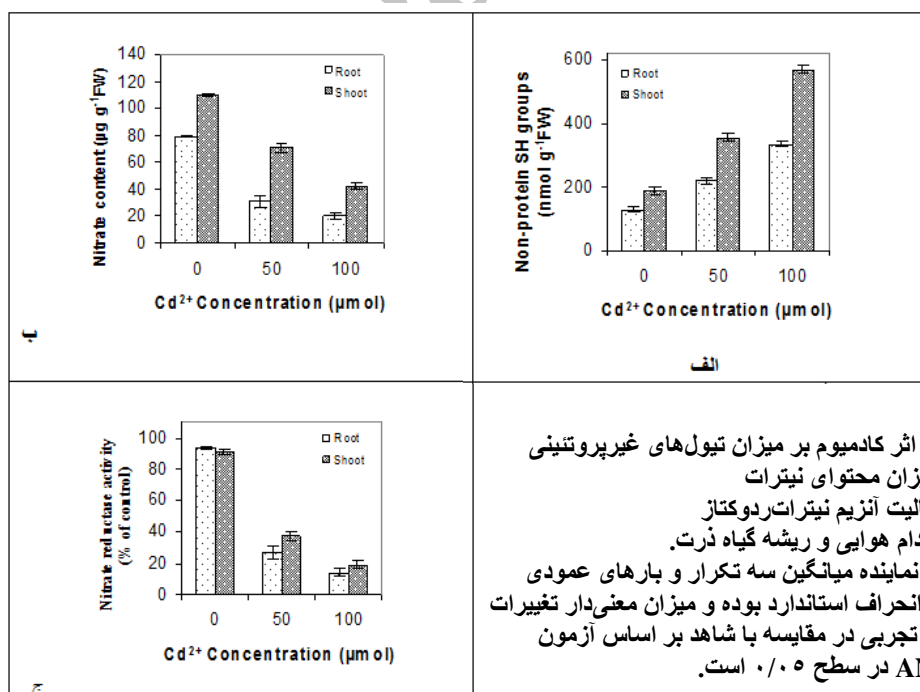 140
120
100
80
60
40
20
0
Nitrate content (µg g⁻¹FW)
Root
Shoot
0 50 100
Cd²⁺ Concentration (µmol)
ب
600
400
200
0
Non-protein SH groups
(nmol g⁻¹FW)
Root
Shoot
0 50 100
Cd²⁺ Concentration (µmol)
الف
100
80
60
40
20
0
Nitrate reductase activity
(% of control)
Root
Shoot
0 50 100
Cd²⁺ Concentration (µmol)
ج
اثر کادمیوم بر میزان تیول‌های غیرپروتئینی
محتوای نیترات
آنزیم نیترات‌ردوکتاز
هوایی و ریشه گیاه ذرت.
نماینده میانگین سه تکرار و بارهای عمودی
انحراف استاندارد بوده و میزان معنی‌دار تغییرات
تجربی در مقایسه با شاهد بر اساس آزمون
در سطح ۰/۰۵ است.